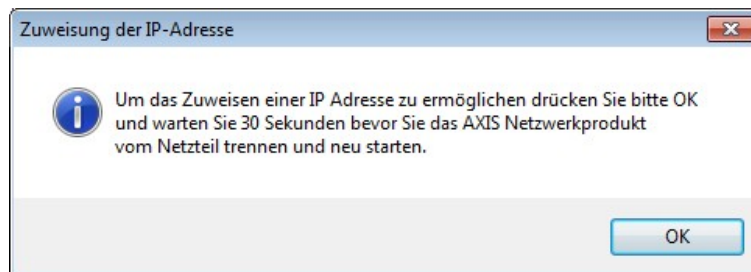 Zuweisung der IP-Adresse
Um das Zuweisen einer IP Adresse zu ermöglichen drücken Sie bitte OK
und warten Sie 30 Sekunden bevor Sie das AXIS Netzwerkprodukt
vom Netzteil trennen und neu starten.
OK